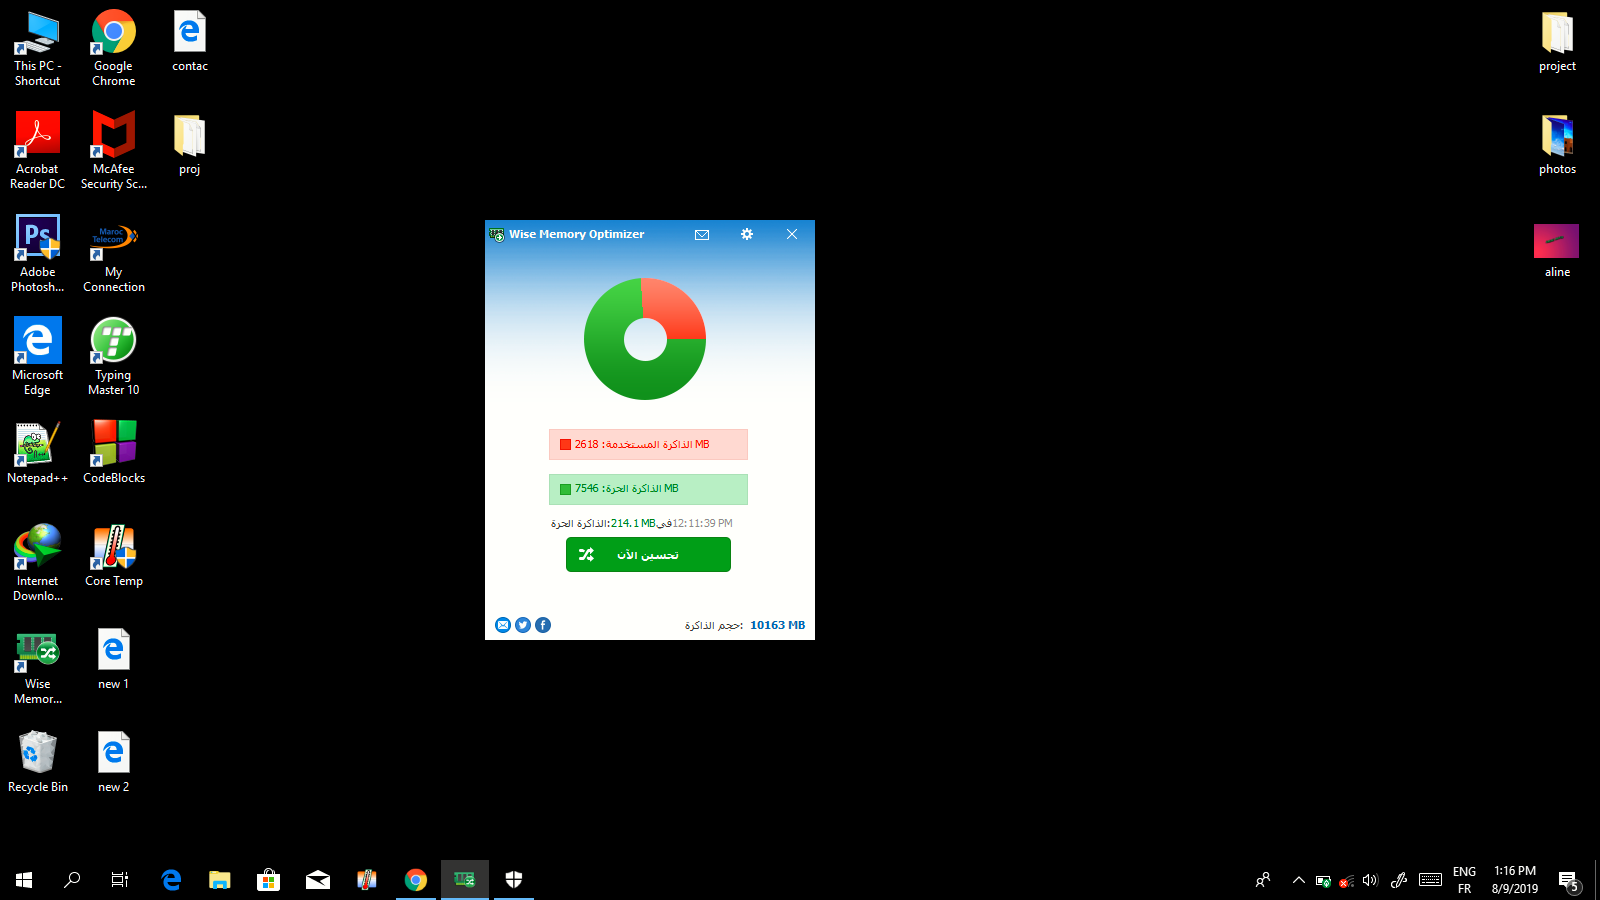 This PC -
Shortcut
Google
Chrome
contac
Acrobat
Reader DC
McAfee
Security Sc...
proj
Ps
Adobe
Photosh...
Maroc
Telecom
My
Connection
Microsoft
Edge
Typing
Master 10
Notepad++
CodeBlocks
Internet
Downlo...
Core Temp
Wise
Memor...
new 1
Recycle Bin
new 2
Wise Memory Optimizer
الذاكرة المستخدمة: 2618 MB
الذاكرة الحرة: 7546 MB
الذاكرة الحرة:214.1 MBفي12:11:39 PM
تحسين الآن
حجم الذاكرة: 10163 MB
project
photos
aline
ENG
FR
1:16 PM
8/9/2019
5